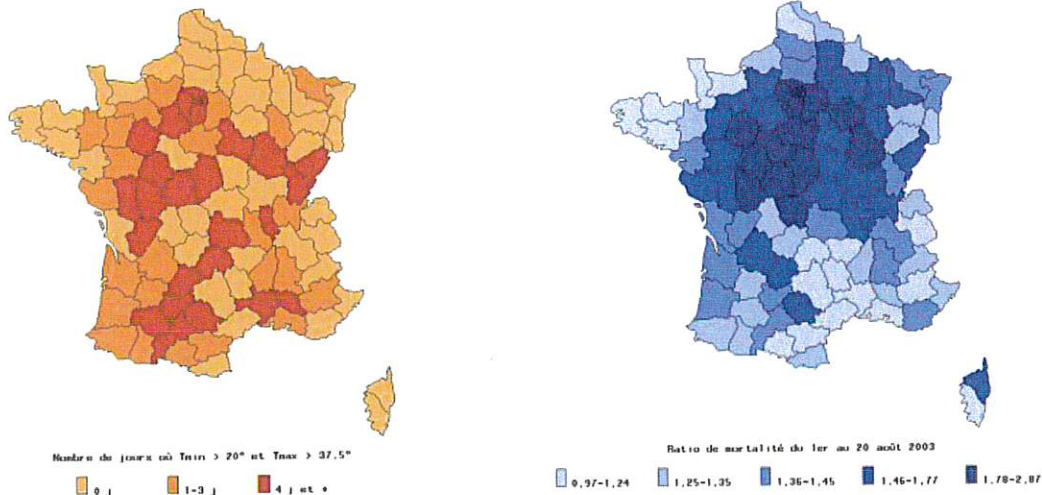 Nombre de jours où Tmin > 20° et Tmax > 37,5°
0 j
1-3 j
4 j et +
Ratio de mortalité du 1er au 20 août 2003
0,97-1,24
1,25-1,35
1,36-1,45
1,46-1,77
1,78-2,87